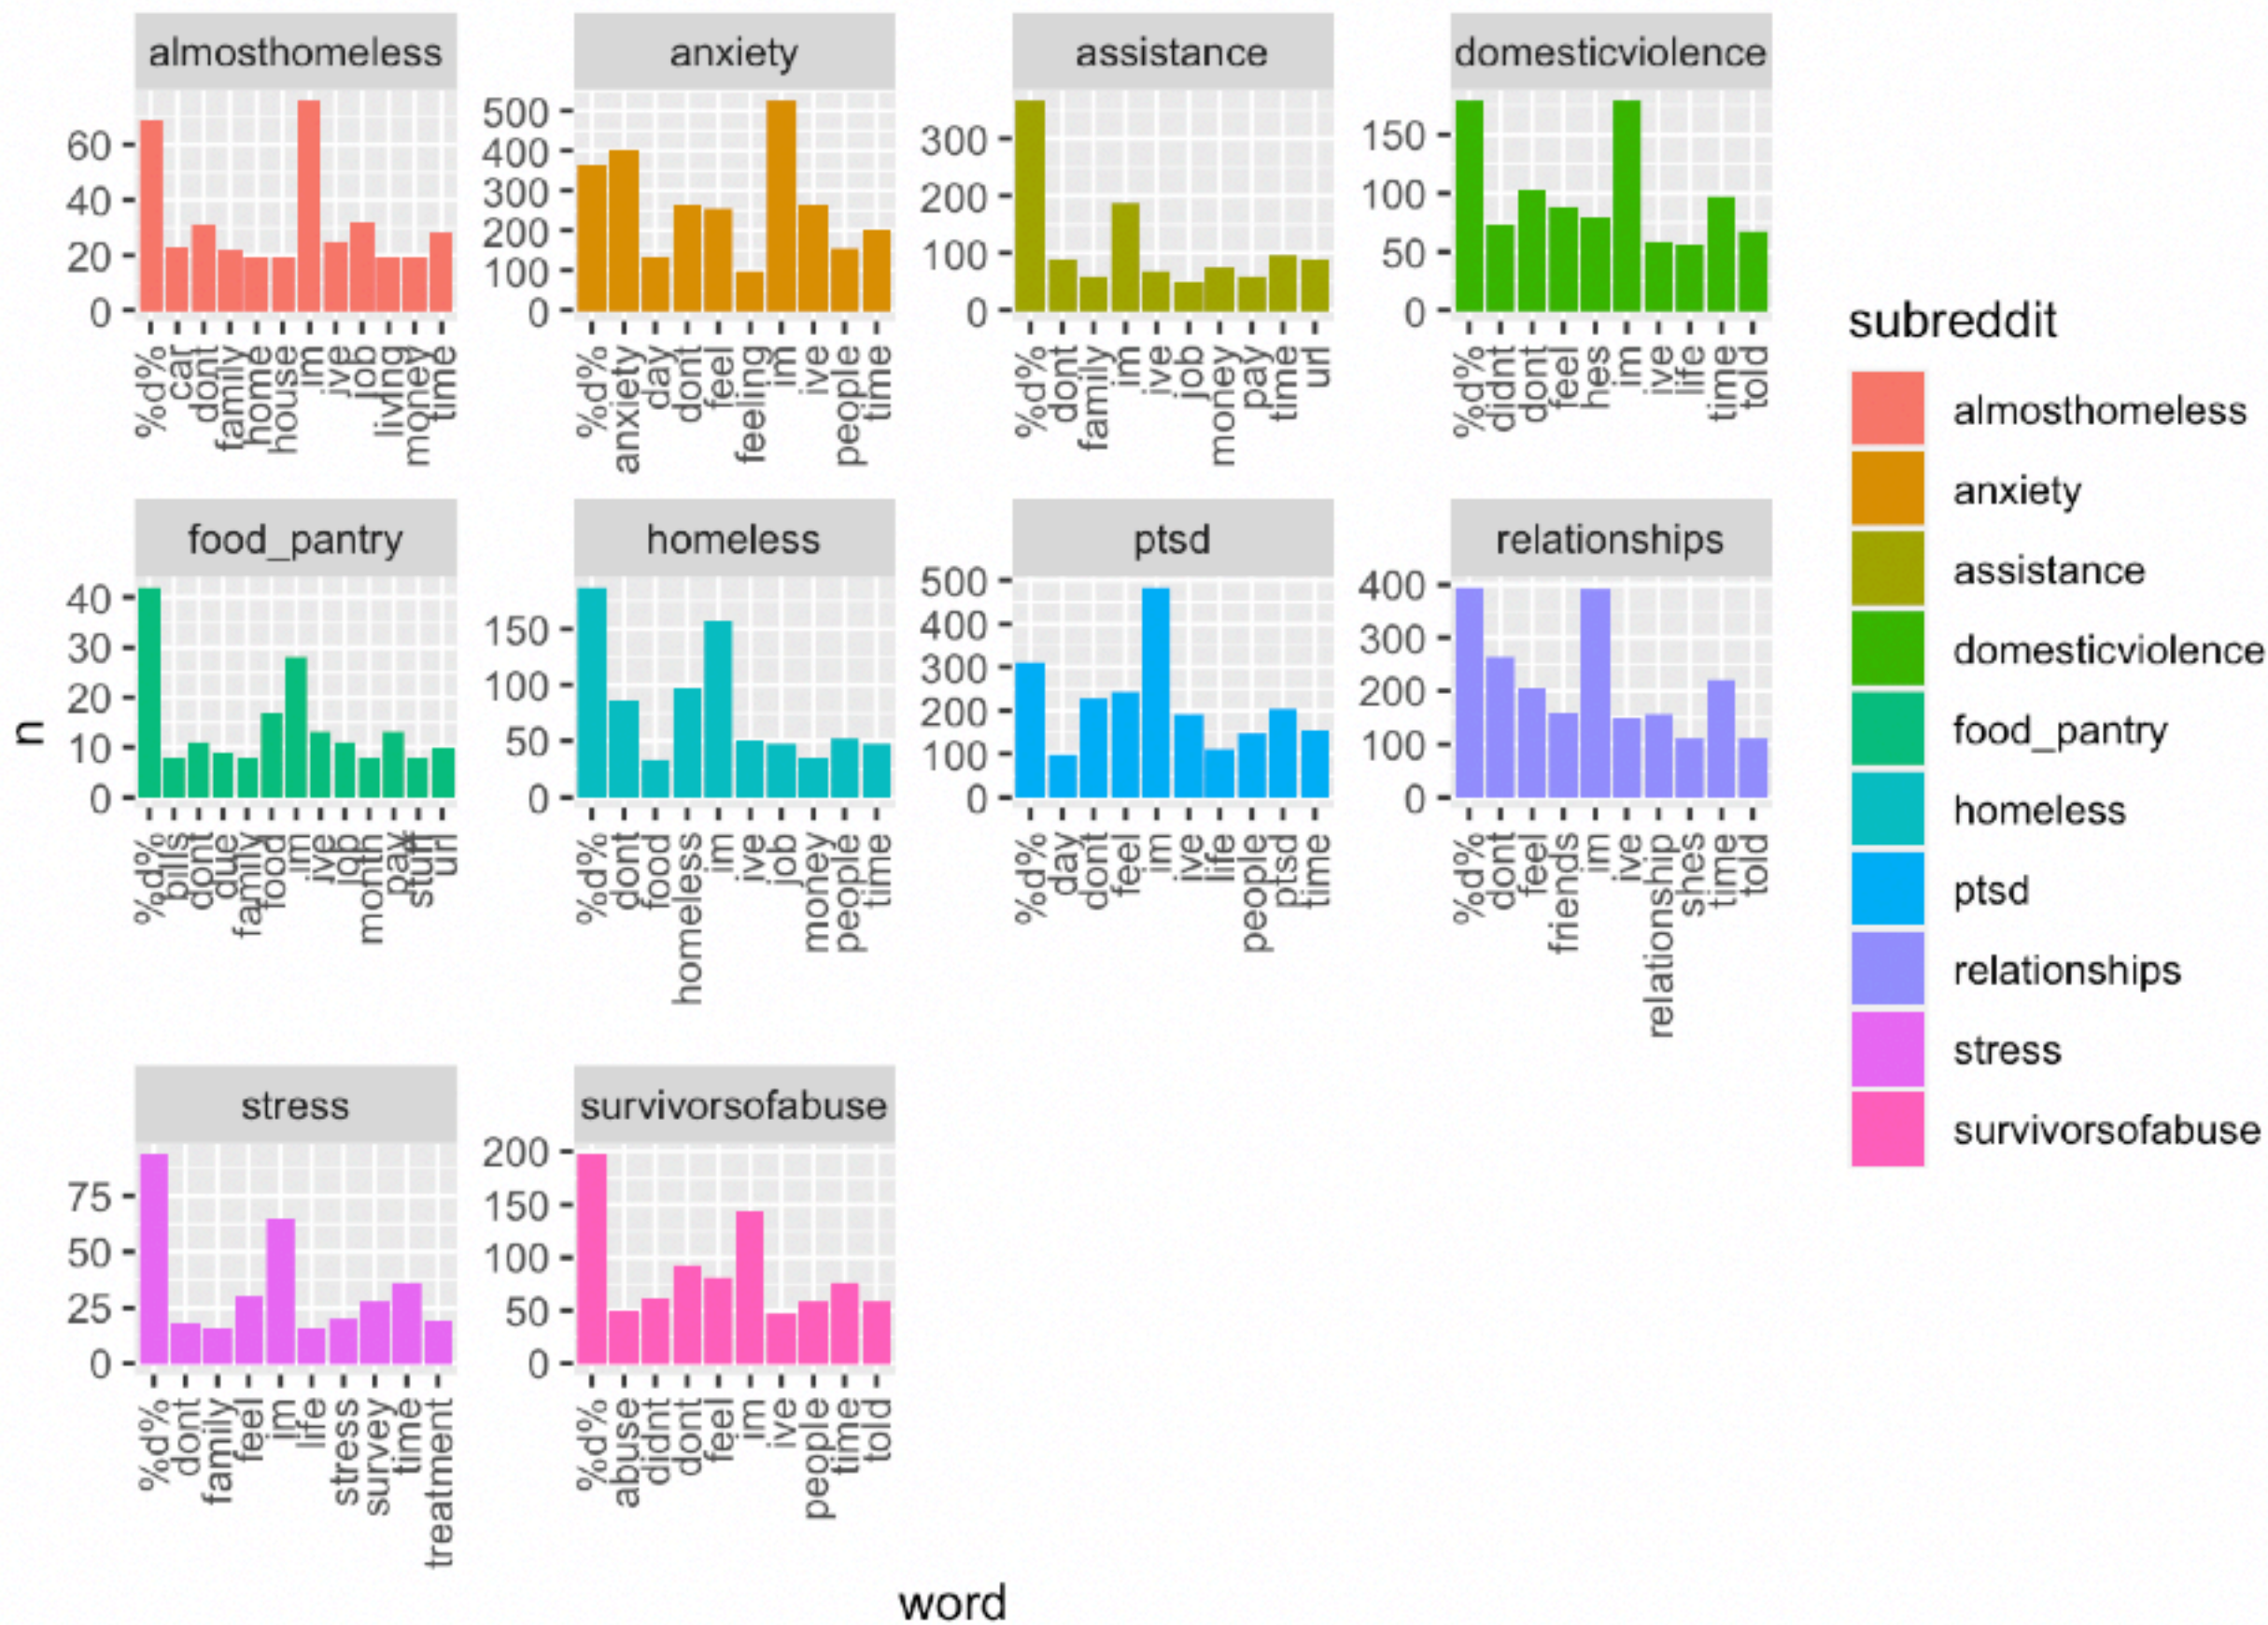 almosthomeless
anxiety
assistance
domesticviolence
60
40
20
0
%d%
car
dont
family
home
house
im
ive
job
living
money
time
500
400
300
200
100
0
%d%
anxiety
day
dont
feel
feeling
im
ive
people
time
300
200
100
0
%d%
dont
family
im
ive
job
money
pay
time
url
150
100
50
0
%d%
didnt
dont
feel
hes
im
ive
life
time
told
food_pantry
homeless
ptsd
relationships
40
30
20
10
0
%d%
bills
dont
due
family
food
im
ive
job
month
pay
stuff
url
150
100
50
0
%d%
dont
food
homeless
im
ive
job
money
people
time
500
400
300
200
100
0
%d%
day
dont
feel
im
ive
life
people
ptsd
time
400
300
200
100
0
%d%
dont
feel
friends
im
ive
relationship
shes
time
told
stress
survivorsofabuse
75
50
25
0
%d%
dont
family
feel
im
life
stress
survey
time
treatment
200
150
100
50
0
%d%
abuse
didnt
dont
feel
im
ive
people
time
told
n
word
subreddit
almosthomeless
anxiety
assistance
domesticviolence
food_pantry
homeless
ptsd
relationships
stress
survivorsofabuse